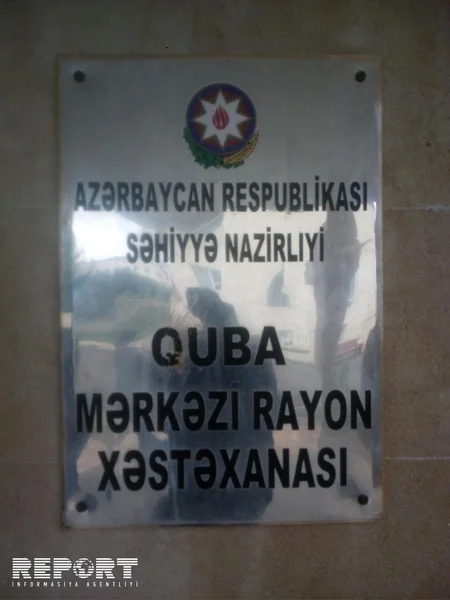 AZƏRBAYCAN RESPUBLİKASI
SƏHİYYƏ NAZİRLİYİ
QUBA
MƏRKƏZİ RAYON
XƏSTƏXANASI
REPORT
İNFORMASİYA AGENTLİYİ